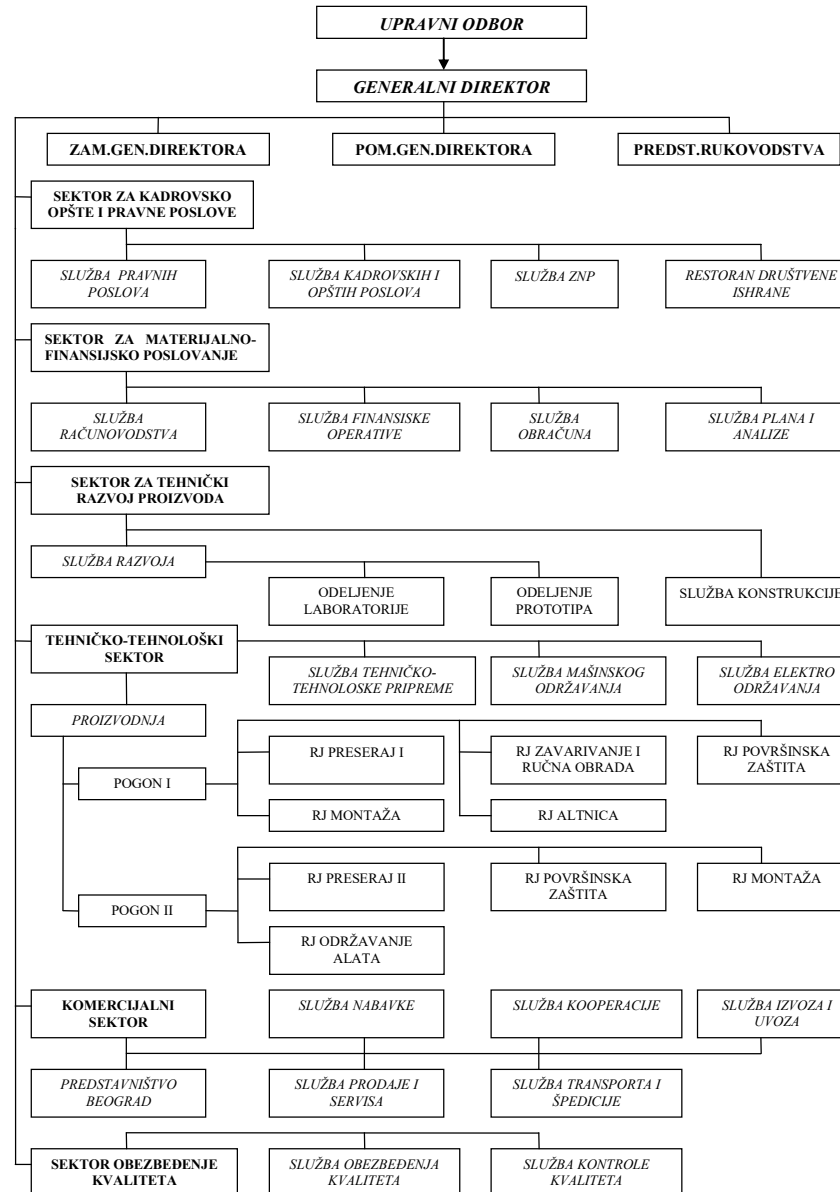 UPRAVNI ODBOR
GENERALNI DIREKTOR
ZAM.GEN.DIREKTORA
POM.GEN.DIREKTORA
PREDST.RUKOVODSTVA
SEKTOR ZA KADROVSKO
OPŠTE I PRAVNE POSLOVE
SLUŽBA PRAVNIH
POSLOVA
SLUŽBA KADROVSKIH I
OPŠTIH POSLOVA
SLUŽBA ZNP
RESTORAN DRUŠTVENE
ISHRANE
SEKTOR ZA MATERIJALNO-
FINANSIJSKO POSLOVANJE
SLUŽBA
RAČUNOVODSTVA
SLUŽBA FINANSISKE
OPERATIVE
SLUŽBA
OBRAČUNA
SLUŽBA PLANA I
ANALIZE
SEKTOR ZA TEHNIČKI
RAZVOJ PROIZVODA
SLUŽBA RAZVOJA
ODELJENJE
LABORATORIJE
ODELJENJE
PROTOTIPA
SLUŽBA KONSTRUKCIJE
TEHNIČKO-TEHNOLOŠKI
SEKTOR
SLUŽBA TEHNIČKO-
TEHNOLOSKE PRIPREME
SLUŽBA MAŠINSKOG
ODRŽAVANJA
SLUŽBA ELEKTRO
ODRŽAVANJA
PROIZVODNJA
POGON I
RJ PRESERAJ I
RJ ZAVARIVANJE I
RUČNA OBRADA
RJ POVRŠINSKA
ZAŠTITA
RJ MONTAŽA
RJ ALTNICA
POGON II
RJ PRESERAJ II
RJ POVRŠINSKA
ZAŠTITA
RJ MONTAŽA
RJ ODRŽAVANJE
ALATA
KOMERCIJALNI
SEKTOR
SLUŽBA NABAVKE
SLUŽBA KOOPERACIJE
SLUŽBA IZVOZA I
UVOZA
PREDSTAVNIŠTVO
BEOGRAD
SLUŽBA PRODAJE I
SERVISA
SLUŽBA TRANSPORTA I
ŠPEDICIJE
SEKTOR OBEZBEĐENJE
KVALITETA
SLUŽBA OBEZBEĐENJA
KVALITETA
SLUŽBA KONTROLE
KVALITETA